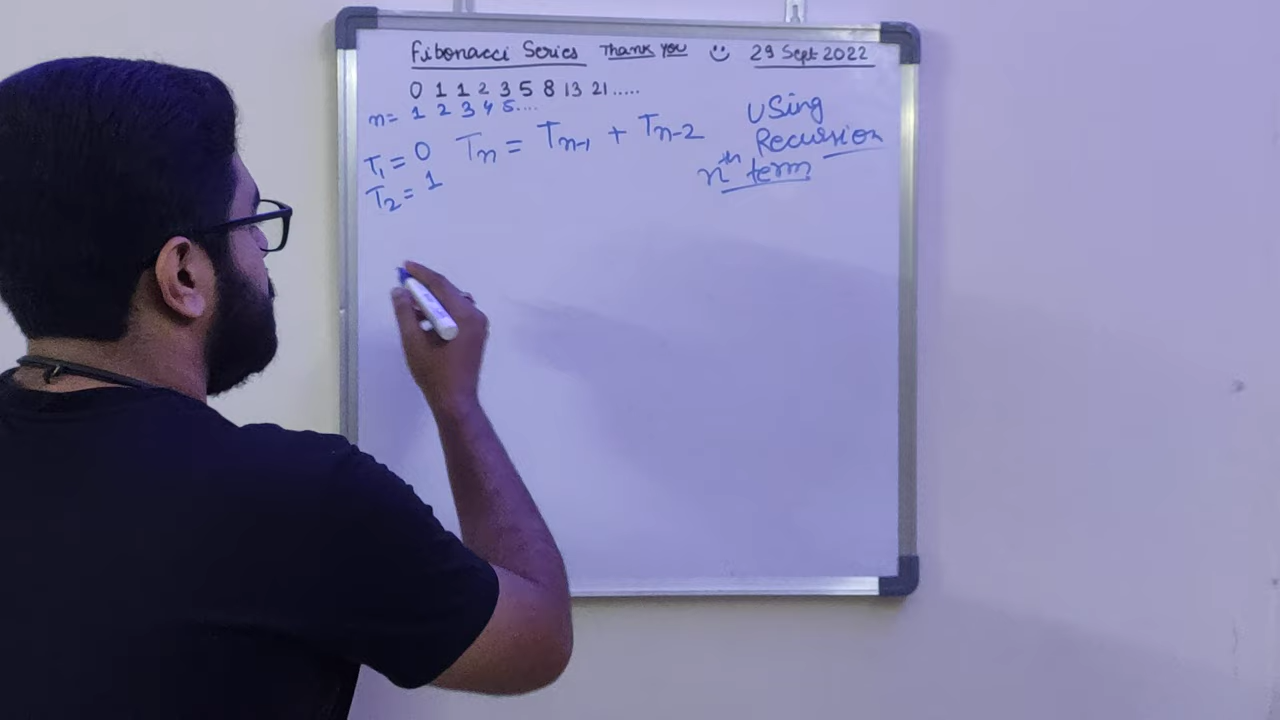 Fibonacci Series Thank you 29 Sept 2022
0 1 1 2 3 5 8 13 21.....
n= 1 2 3 4 5....
T1 = 0 Tn = Tn-1 + Tn-2
T2 = 1
Using
Recursion
nth term